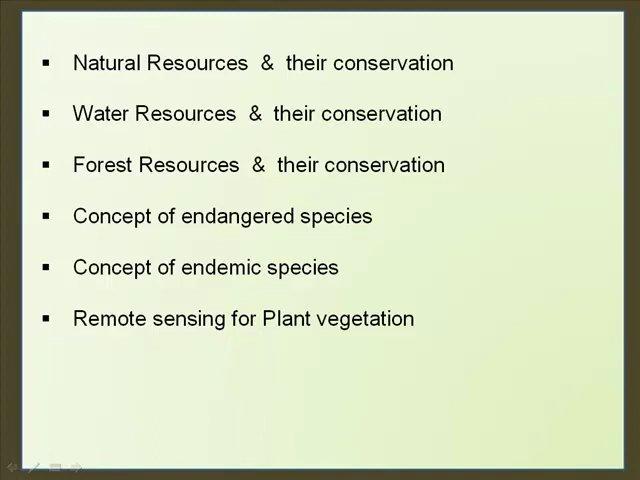 ▪ Natural Resources & their conservation
▪ Water Resources & their conservation
▪ Forest Resources & their conservation
▪ Concept of endangered species
▪ Concept of endemic species
▪ Remote sensing for Plant vegetation